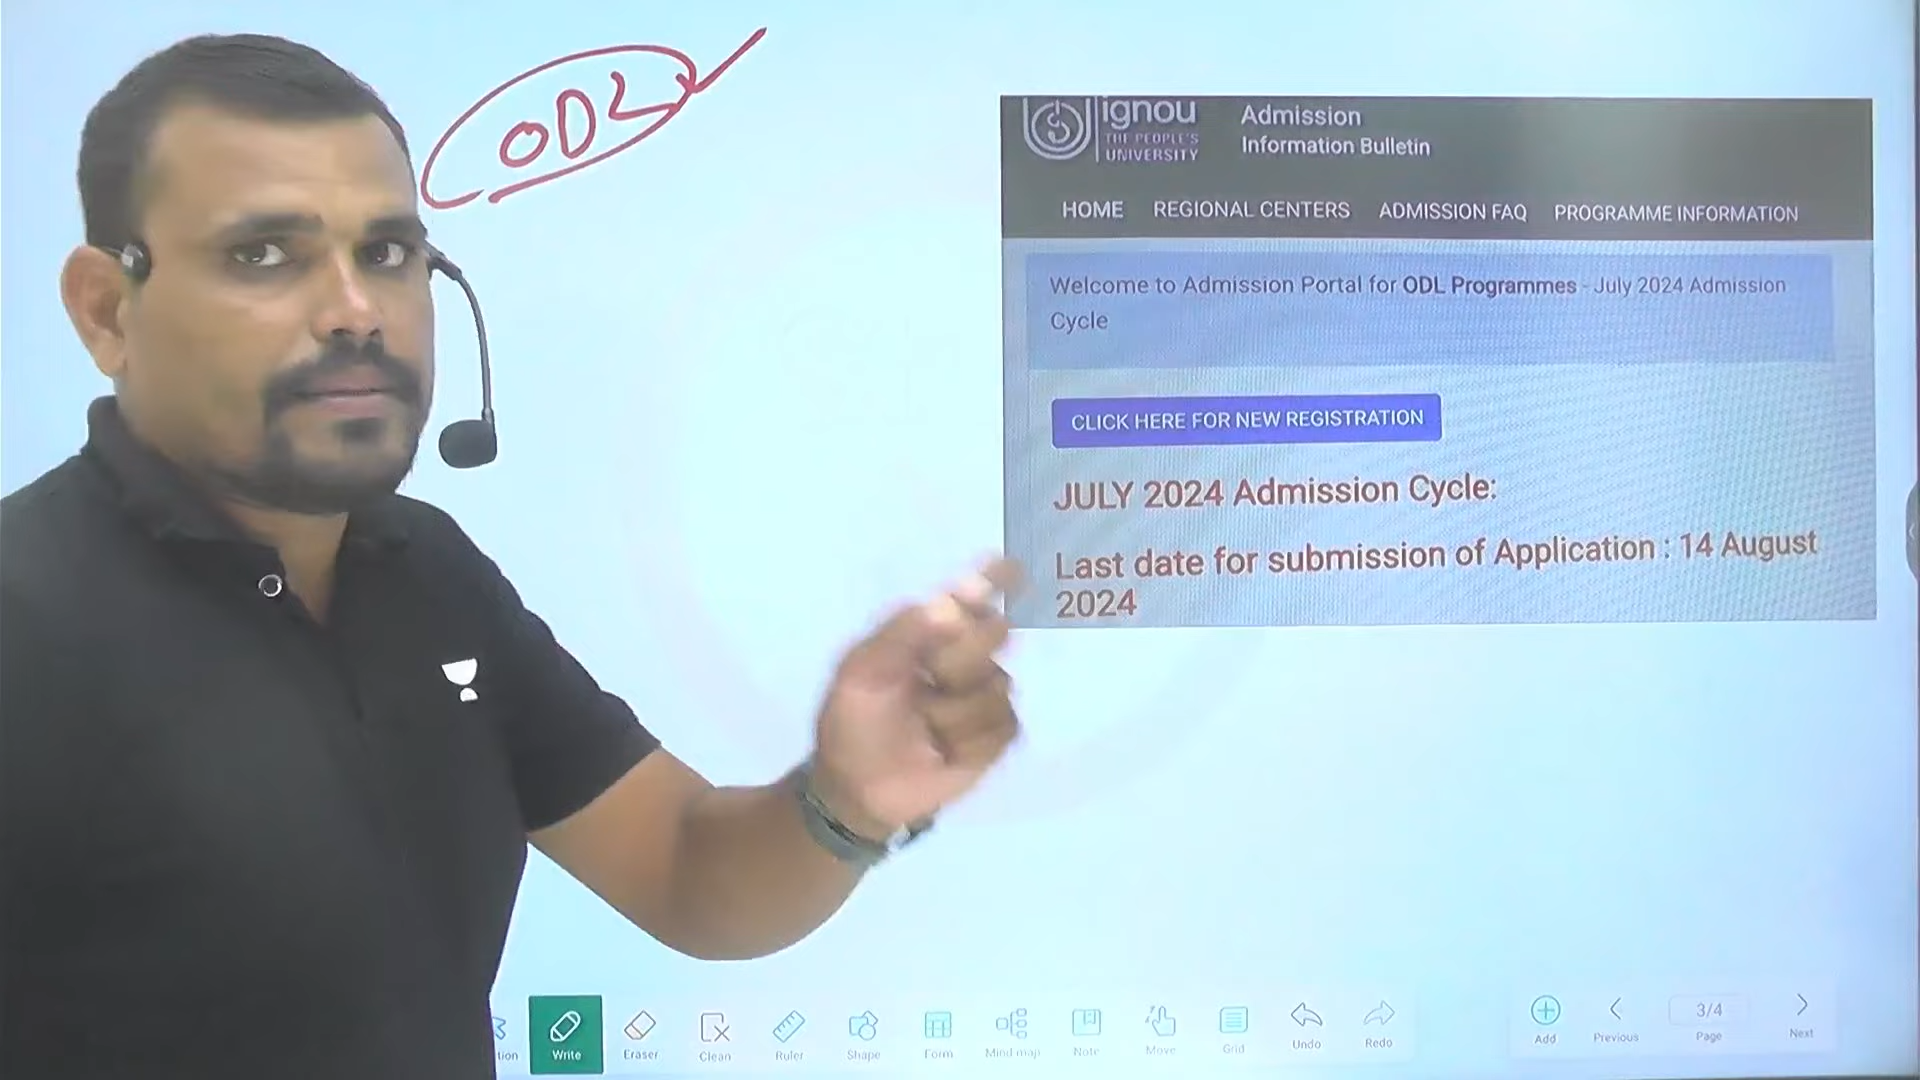 ODL
ignou
THE PEOPLE'S
UNIVERSITY
Admission
Information Bulletin
HOME REGIONAL CENTERS ADMISSION FAQ PROGRAMME INFORMATION
Welcome to Admission Portal for ODL Programmes - July 2024 Admission
Cycle
CLICK HERE FOR NEW REGISTRATION
JULY 2024 Admission Cycle:
Last date for submission of Application : 14 August
2024
tion Write Eraser Clean Ruler Shape Form Mind map Note Move Grid Undo Redo
Add Previous 3/4 Page Next